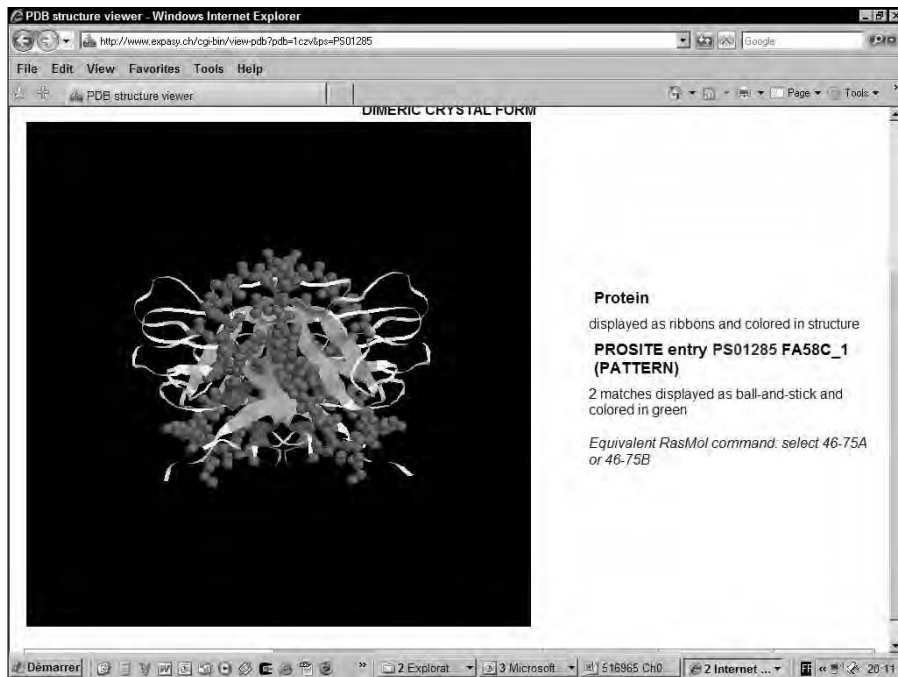 PDB structure viewer - Windows Internet Explorer
http://www.expasy.ch/cgi-bin/view-pdb?pdb=1czv&ps=PS01285
Google
File Edit View Favorites Tools Help
PDB structure viewer
Page Tools
DIMERIC CRYSTAL FORM
Protein
displayed as ribbons and colored in structure
PROSITE entry PS01285 FA58C_1
(PATTERN)
2 matches displayed as ball-and-stick and
colored in green
Equivalent RasMol command: select 46-75A
or 46-75B
Démarrer
2 Explorat
3 Microsoft
516965 Ch0...
2 Internet ...
FR
20:11